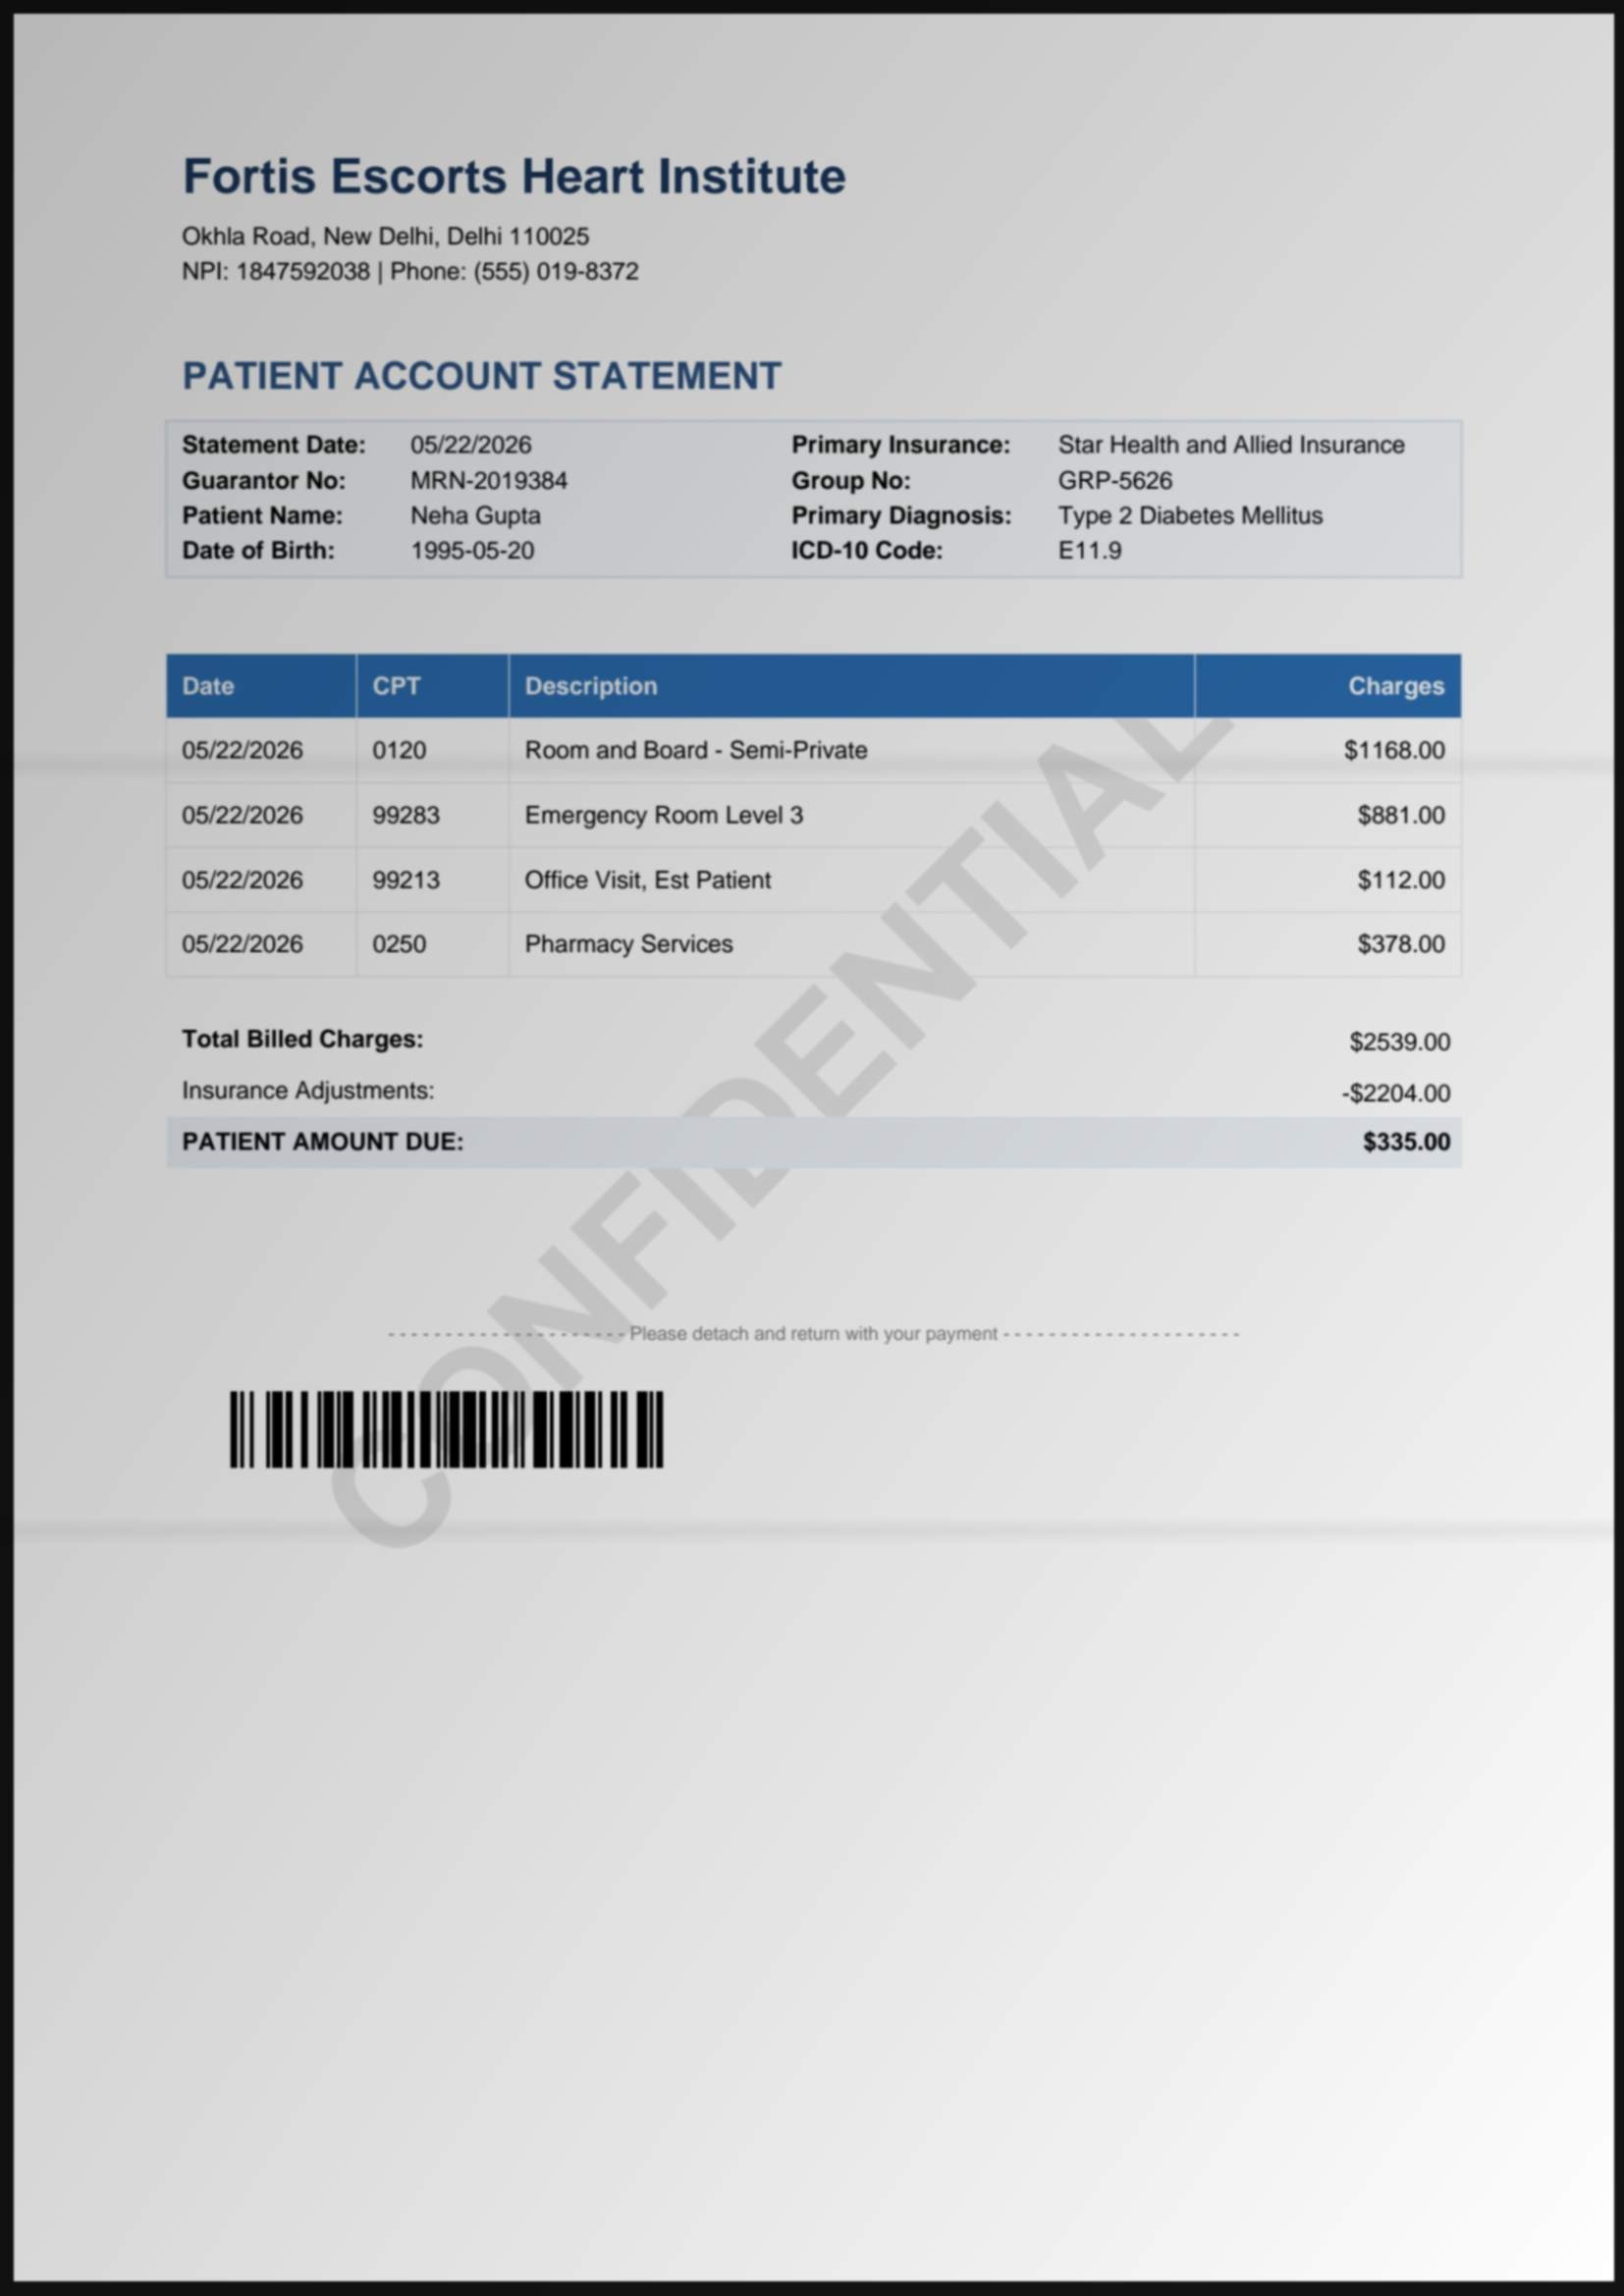 Fortis Escorts Heart Institute
Okhla Road, New Delhi, Delhi 110025
NPI: 1847592038 | Phone: (555) 019-8372
PATIENT ACCOUNT STATEMENT
Statement Date: 05/22/2026 Primary Insurance: Star Health and Allied Insurance
Guarantor No: MRN-2019384 Group No: GRP-5626
Patient Name: Neha Gupta Primary Diagnosis: Type 2 Diabetes Mellitus
Date of Birth: 1995-05-20 ICD-10 Code: E11.9
Date CPT Description Charges
05/22/2026 0120 Room and Board - Semi-Private $1168.00
05/22/2026 99283 Emergency Room Level 3 $881.00
05/22/2026 99213 Office Visit, Est Patient $112.00
05/22/2026 0250 Pharmacy Services $378.00
Total Billed Charges: $2539.00
Insurance Adjustments: -$2204.00
PATIENT AMOUNT DUE: $335.00
CONFIDENTIAL
- - - - - - - - - - - - - - - - - - - - Please detach and return with your payment - - - - - - - - - - - - - - - - - - - -